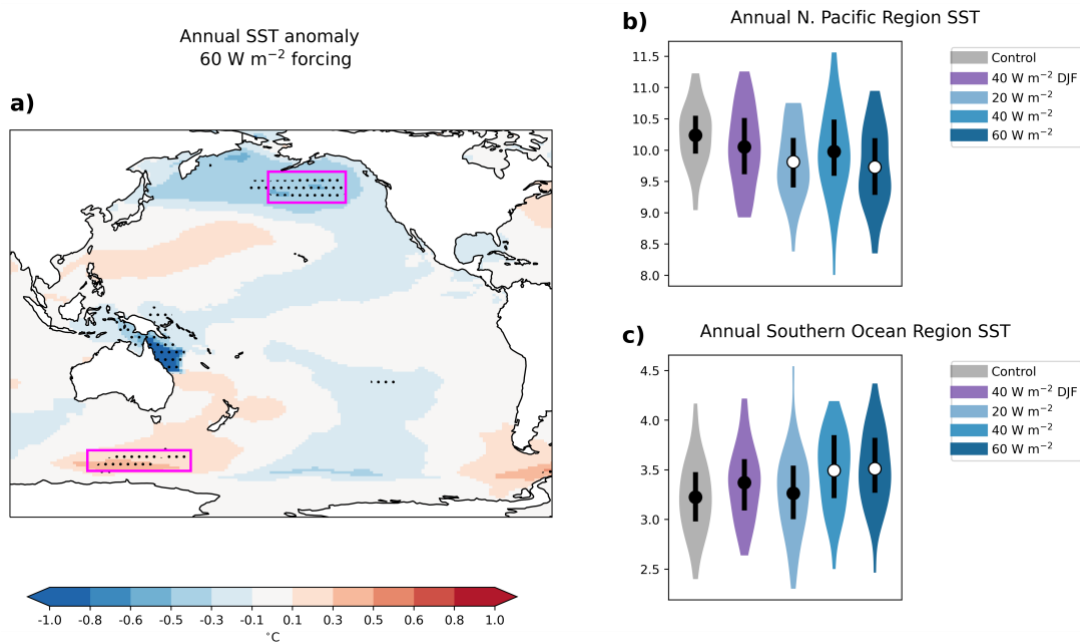 Annual SST anomaly
60 W m⁻² forcing
a)
-1.0 -0.8 -0.5 -0.3 -0.1 0.1 0.3 0.6 0.8 1.0
°C
b)
Annual N. Pacific Region SST
11.5
11.0
10.5
10.0
9.5
9.0
8.5
8.0
Control
40 W m⁻² DJF
20 W m⁻²
40 W m⁻²
60 W m⁻²
c)
Annual Southern Ocean Region SST
4.5
4.0
3.5
3.0
2.5
Control
40 W m⁻² DJF
20 W m⁻²
40 W m⁻²
60 W m⁻²